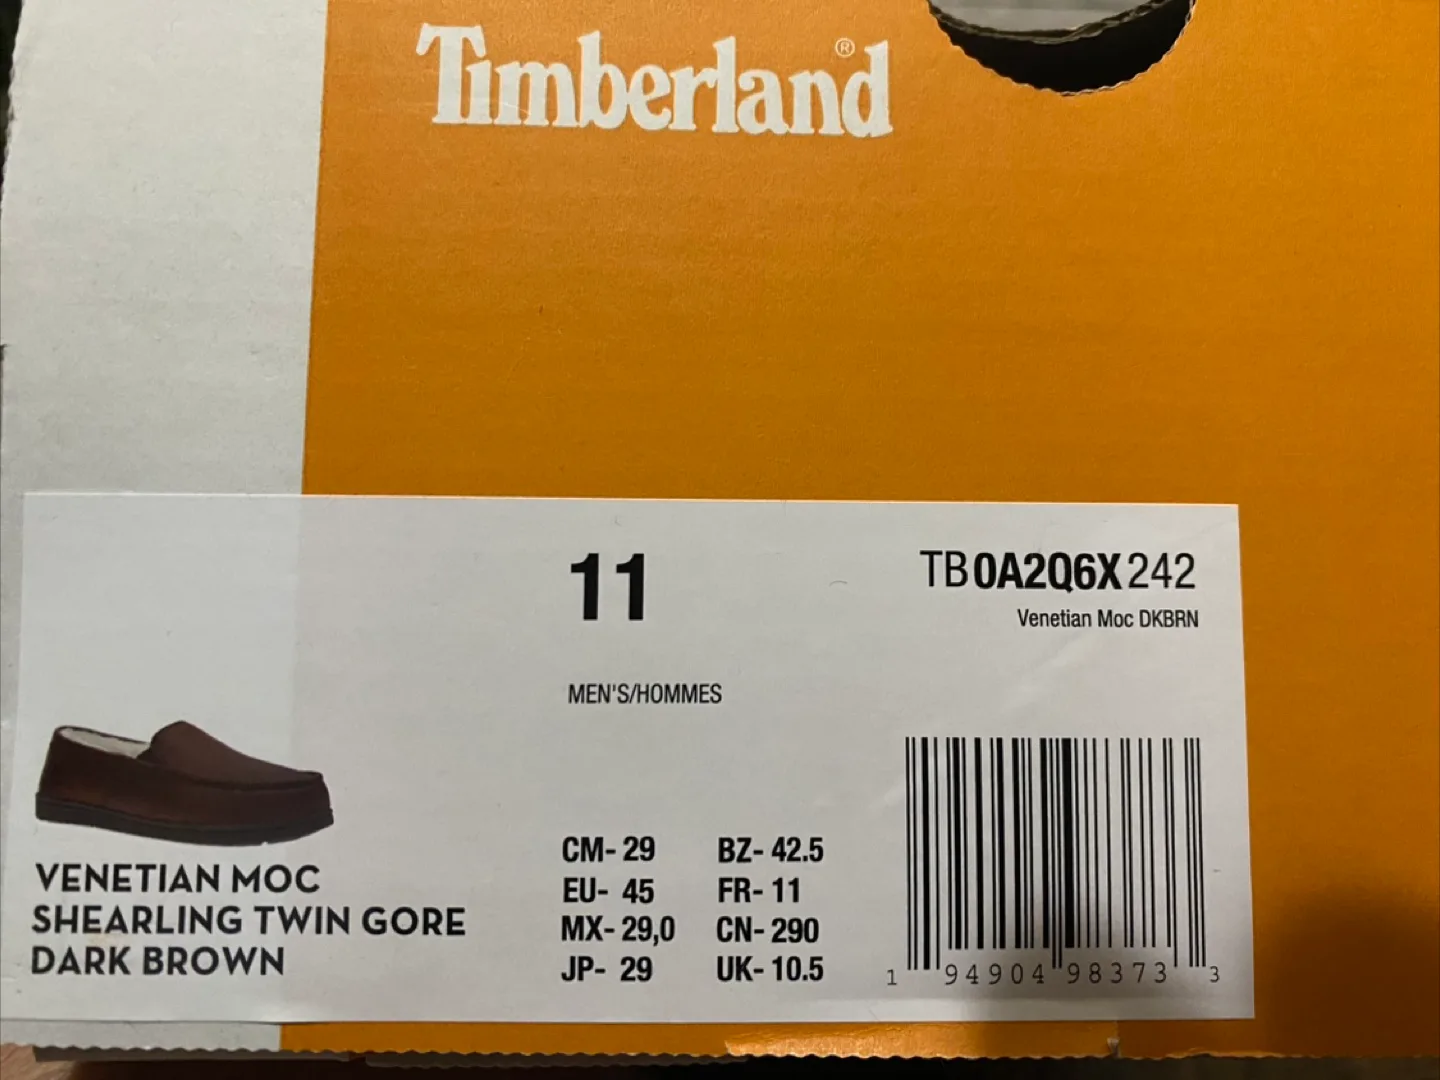 Timberland®
11
TB0A2Q6X242
Venetian Moc DKBRN
MEN'S/HOMMES
VENETIAN MOC
SHEARLING TWIN GORE
DARK BROWN
CM- 29 BZ- 42.5
EU- 45 FR- 11
MX- 29,0 CN- 290
JP- 29 UK- 10.5
1 94904 98373 3